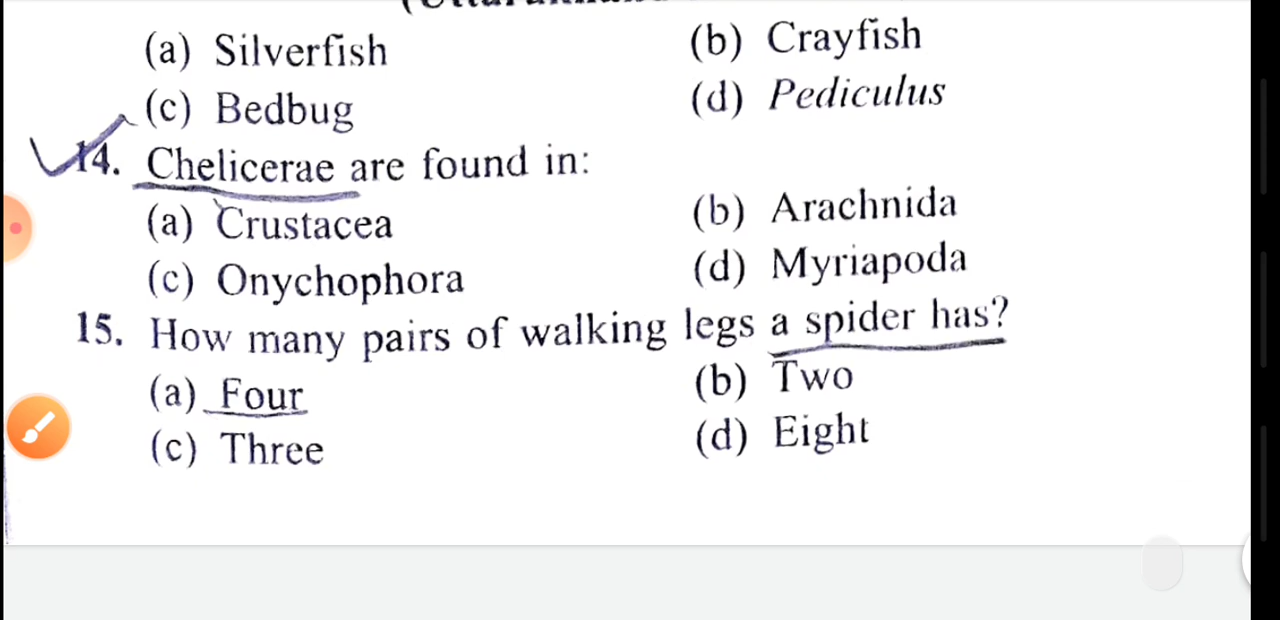 (a) Silverfish (b) Crayfish
(c) Bedbug (d) Pediculus
14. Chelicerae are found in:
(a) Crustacea (b) Arachnida
(c) Onychophora (d) Myriapoda
15. How many pairs of walking legs a spider has?
(a) Four (b) Two
(c) Three (d) Eight